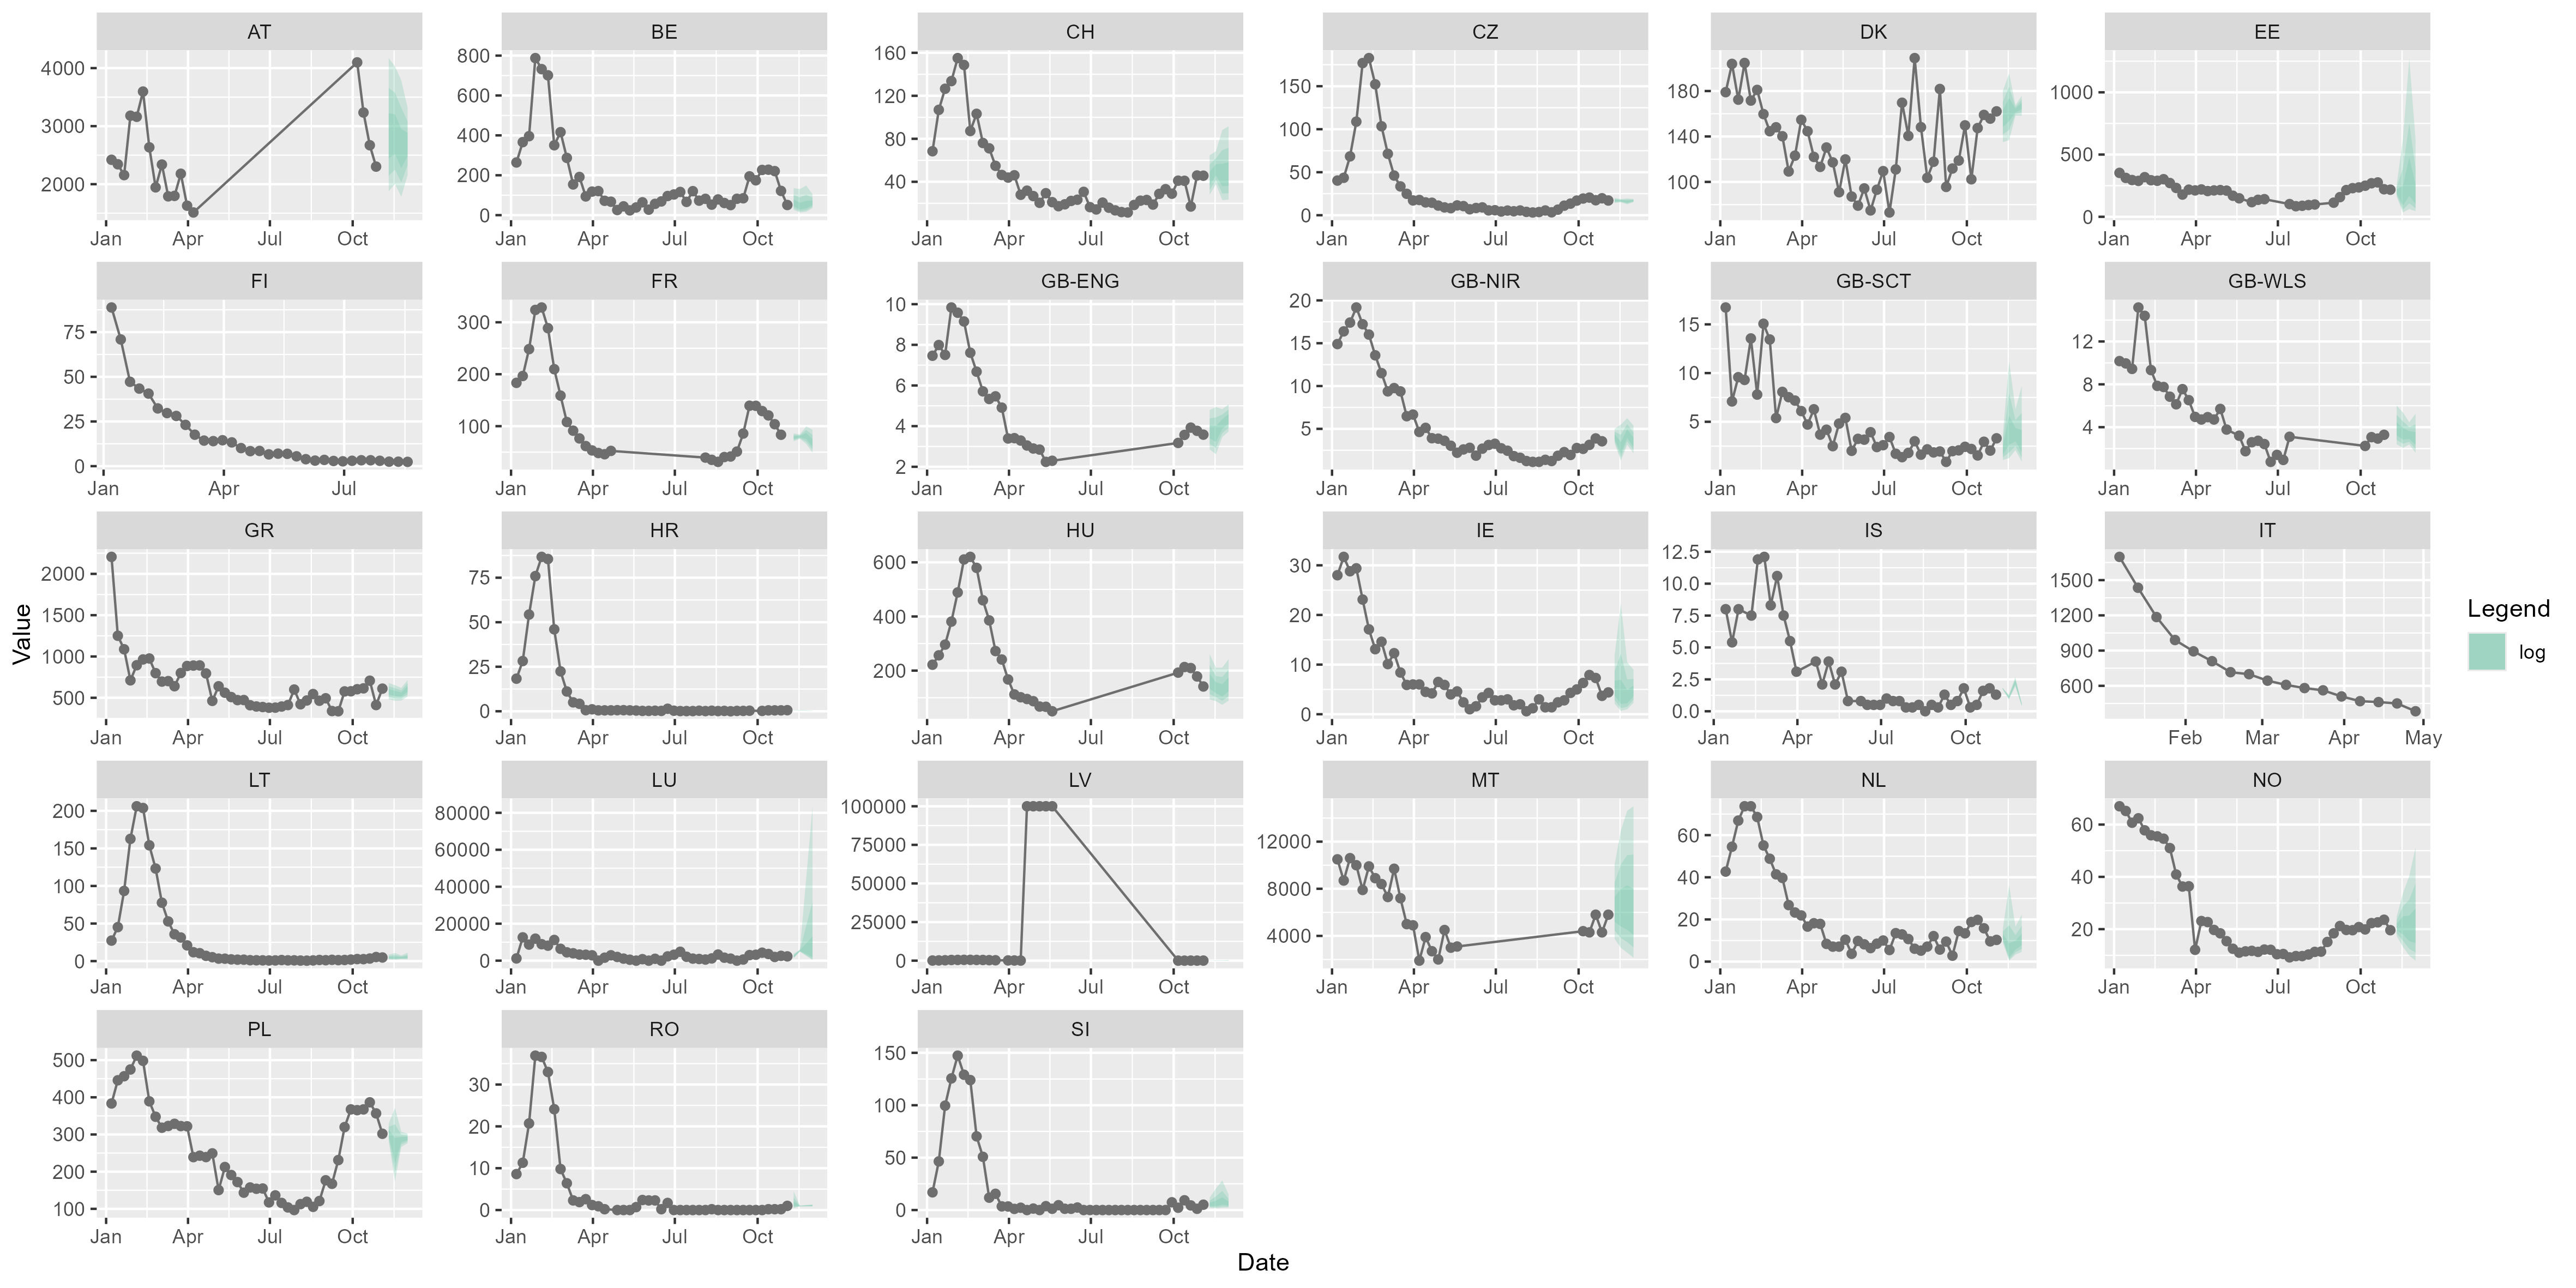 AT BE CH CZ DK EE
4000 3000 2000
Jan Apr Jul Oct
800 600 400 200 0
Jan Apr Jul Oct
160 120 80 40
Jan Apr Jul Oct
150 100 50 0
Jan Apr Jul Oct
180 140 100
Jan Apr Jul Oct
1000 500 0
Jan Apr Jul Oct
FI FR GB-ENG GB-NIR GB-SCT GB-WLS
75 50 25 0
Jan Apr Jul
300 200 100
Jan Apr Jul Oct
10 8 6 4 2
Jan Apr Jul Oct
20 15 10 5
Jan Apr Jul Oct
15 10 5
Jan Apr Jul Oct
12 8 4
Jan Apr Jul Oct
GR HR HU IE IS IT
2000 1500 1000 500
Jan Apr Jul Oct
75 50 25 0
Jan Apr Jul Oct
600 400 200
Jan Apr Jul Oct
30 20 10 0
Jan Apr Jul Oct
12.5 10.0 7.5 5.0 2.5 0.0
Jan Apr Jul Oct
1500 1200 900 600
Feb Mar Apr May
LT LU LV MT NL NO
200 150 100 50 0
Jan Apr Jul Oct
80000 60000 40000 20000 0
Jan Apr Jul Oct
100000 75000 50000 25000 0
Jan Apr Jul Oct
12000 8000 4000
Jan Apr Jul Oct
60 40 20 0
Jan Apr Jul Oct
60 40 20
Jan Apr Jul Oct
PL RO SI
500 400 300 200 100
Jan Apr Jul Oct
30 20 10 0
Jan Apr Jul Oct
150 100 50 0
Jan Apr Jul Oct
Value
Date
Legend
log